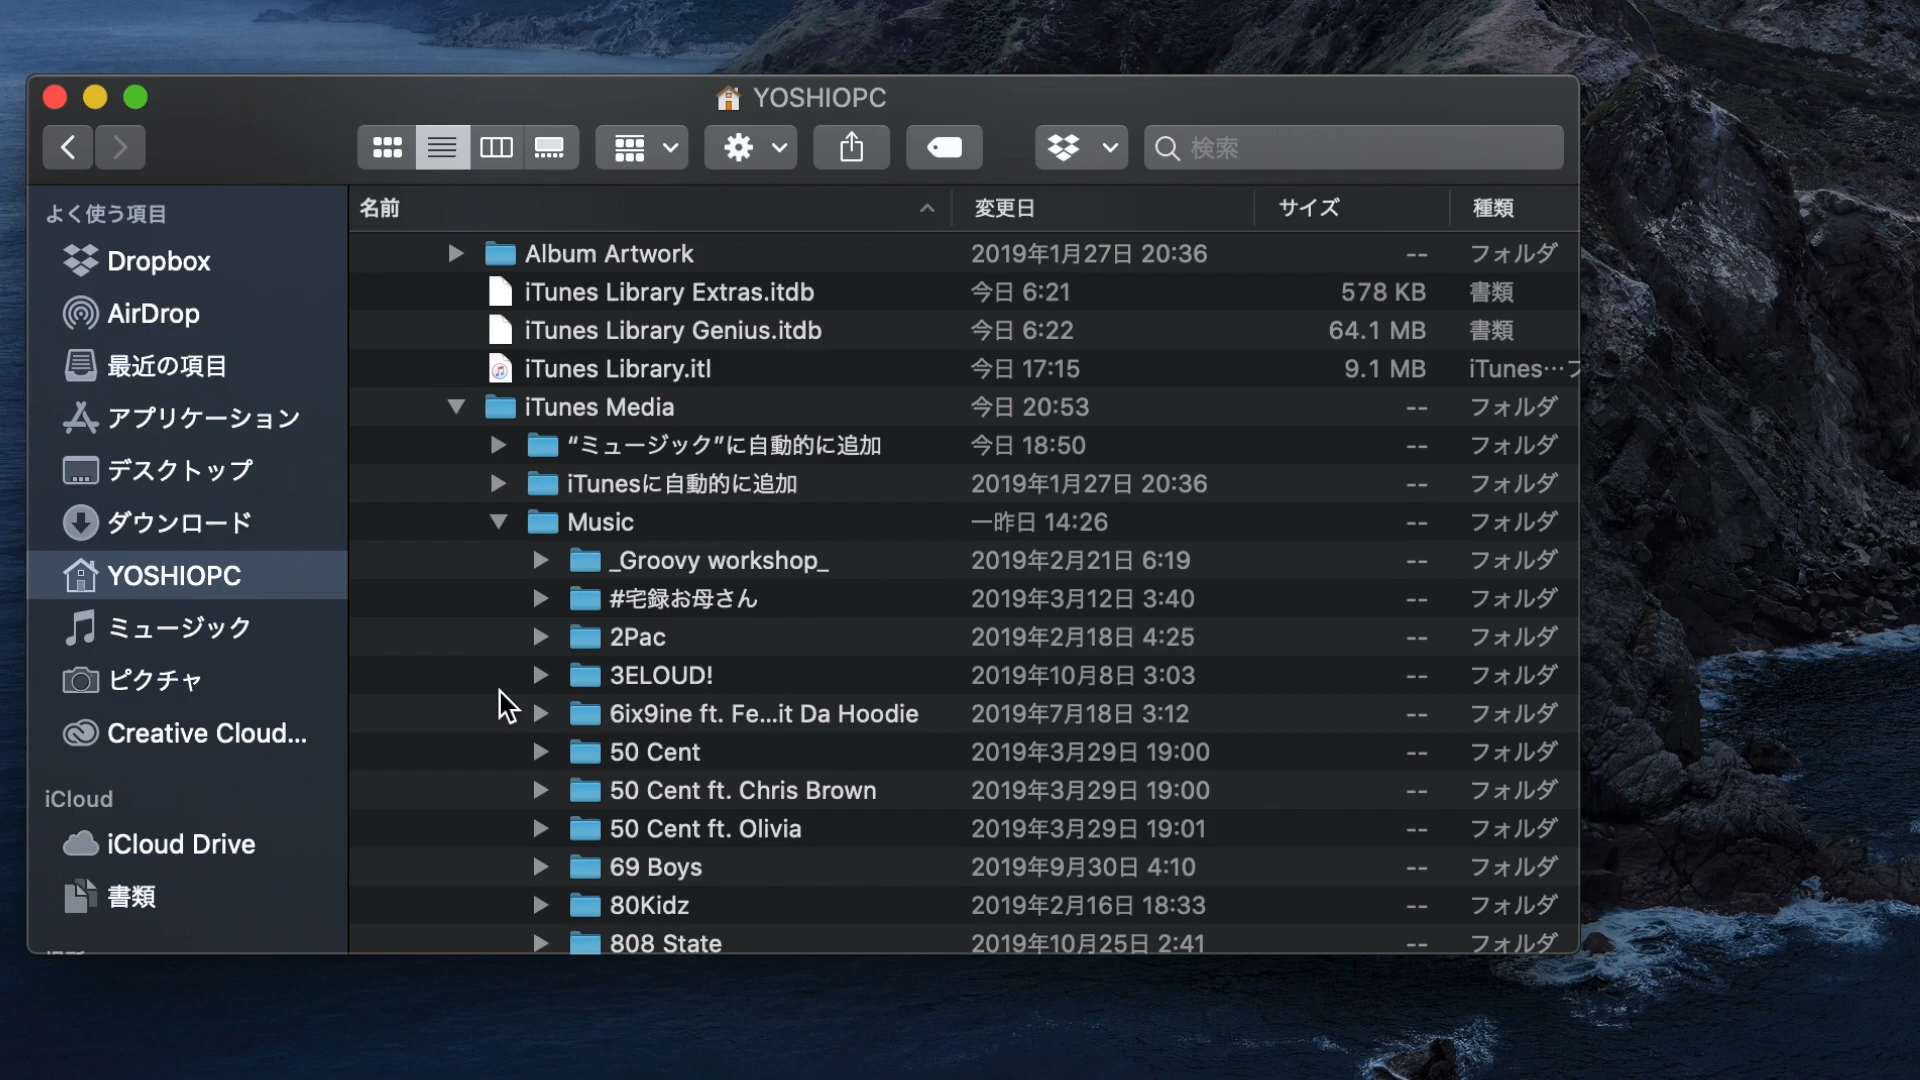 YOSHIOPC
検索
よく使う項目
Dropbox
AirDrop
最近の項目
アプリケーション
デスクトップ
ダウンロード
YOSHIOPC
ミュージック
ピクチャ
Creative Cloud...
iCloud
iCloud Drive
書類
名前 変更日 サイズ 種類
Album Artwork 2019年1月27日 20:36 -- フォルダ
iTunes Library Extras.itdb 今日 6:21 578 KB 書類
iTunes Library Genius.itdb 今日 6:22 64.1 MB 書類
iTunes Library.itl 今日 17:15 9.1 MB iTunes…フ
iTunes Media 今日 20:53 -- フォルダ
“ミュージック”に自動的に追加 今日 18:50 -- フォルダ
iTunesに自動的に追加 2019年1月27日 20:36 -- フォルダ
Music 一昨日 14:26 -- フォルダ
_Groovy workshop_ 2019年2月21日 6:19 -- フォルダ
#宅録お母さん 2019年3月12日 3:40 -- フォルダ
2Pac 2019年2月18日 4:25 -- フォルダ
3ELOUD! 2019年10月8日 3:03 -- フォルダ
6ix9ine ft. Fe...it Da Hoodie 2019年7月18日 3:12 -- フォルダ
50 Cent 2019年3月29日 19:00 -- フォルダ
50 Cent ft. Chris Brown 2019年3月29日 19:00 -- フォルダ
50 Cent ft. Olivia 2019年3月29日 19:01 -- フォルダ
69 Boys 2019年9月30日 4:10 -- フォルダ
80Kidz 2019年2月16日 18:33 -- フォルダ
808 State 2019年10月25日 2:41 -- フォルダ